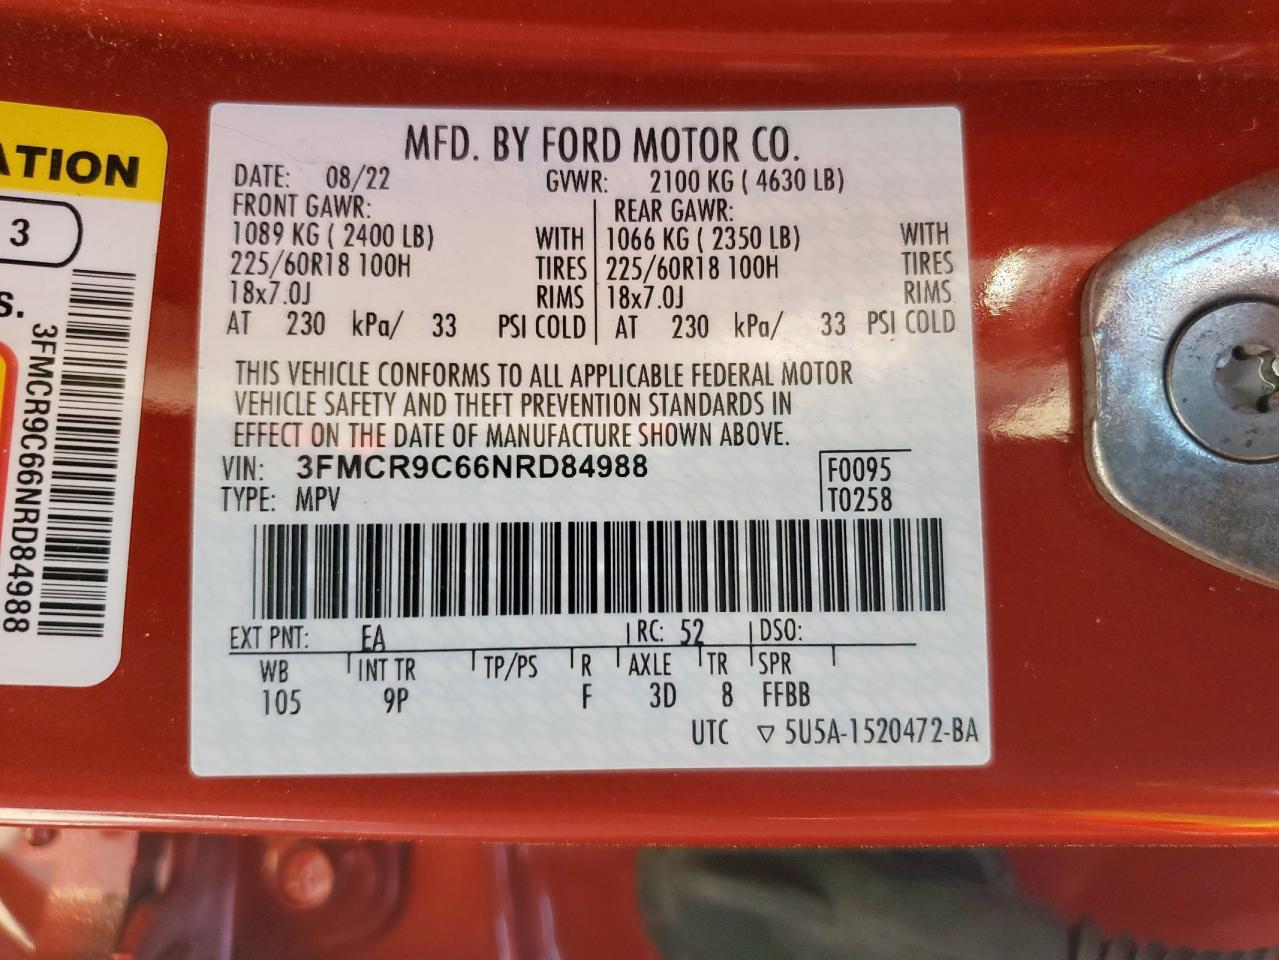 ATION
3
s.
3FMCR9C66NRD84988
MFD. BY FORD MOTOR CO.
DATE: 08/22 GVWR: 2100 KG ( 4630 LB)
FRONT GAWR: REAR GAWR:
1089 KG ( 2400 LB) WITH 1066 KG ( 2350 LB) WITH
225/60R18 100H TIRES 225/60R18 100H TIRES
18x7.0J RIMS 18x7.0J RIMS
AT 230 kPa/ 33 PSI COLD AT 230 kPa/ 33 PSI COLD
THIS VEHICLE CONFORMS TO ALL APPLICABLE FEDERAL MOTOR
VEHICLE SAFETY AND THEFT PREVENTION STANDARDS IN
EFFECT ON THE DATE OF MANUFACTURE SHOWN ABOVE.
VIN: 3FMCR9C66NRD84988 F0095
TYPE: MPV T0258
EXT PNT: EA RC: 52 DSO:
WB INT TR TP/PS R AXLE TR SPR
105 9P F 3D 8 FFBB
UTC ▽ 5U5A-1520472-BA